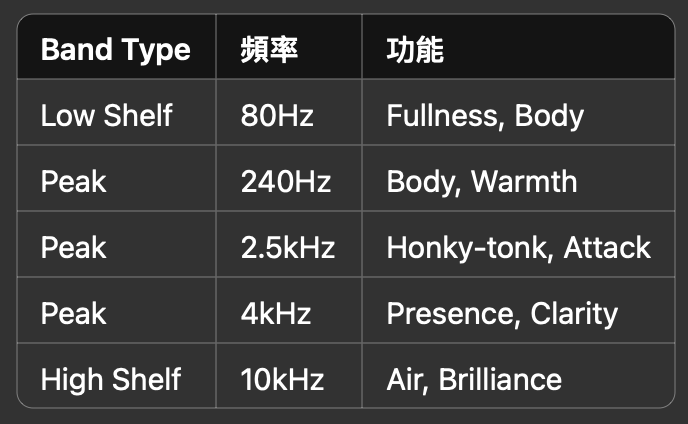 Band Type 頻率 功能
Low Shelf 80Hz Fullness, Body
Peak 240Hz Body, Warmth
Peak 2.5kHz Honky-tonk, Attack
Peak 4kHz Presence, Clarity
High Shelf 10kHz Air, Brilliance